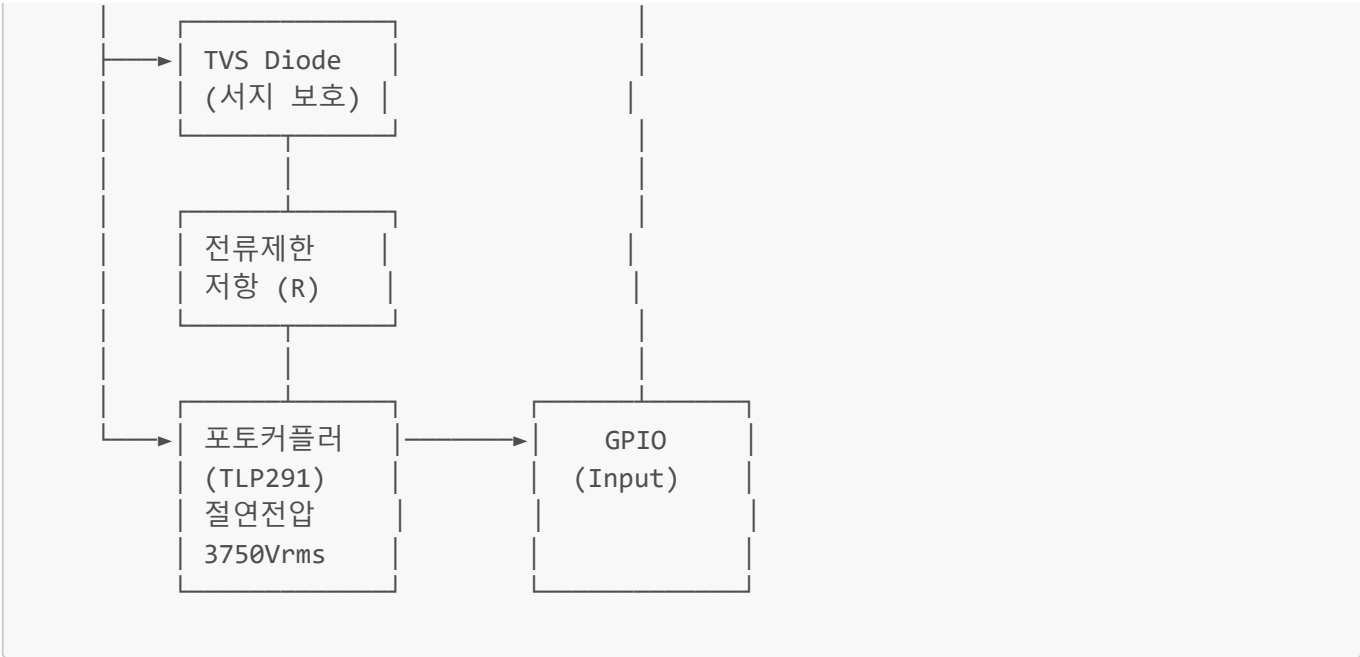 TVS Diode
(서지 보호)
전류제한
저항 (R)
포토커플러 GPIO
(TLP291) (Input)
절연전압
3750Vrms